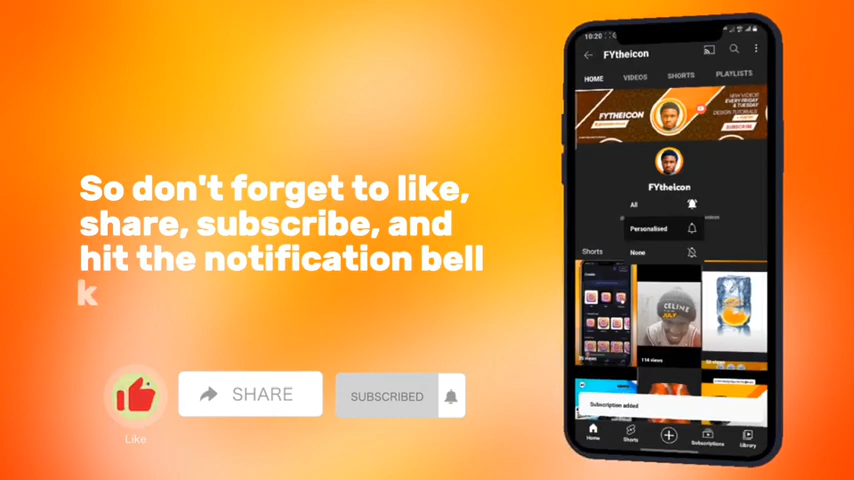 So don't forget to like,
share, subscribe, and
hit the notification bell
k
Like
SHARE
SUBSCRIBED
10:20
FYtheicon
HOME VIDEOS SHORTS PLAYLISTS
FYTHEICON
NEW VIDEOS
EVERY FRIDAY
& TUESDAY
DESIGN TUTORIALS
SUBSCRIBE
FYtheicon
All
Personalised
None
Shorts
CELINE
114 views
Subscription added
Home Shorts Subscriptions Library